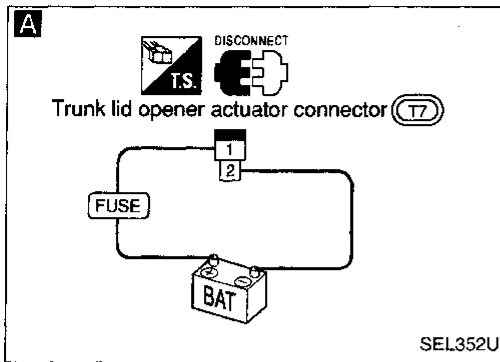 A
DISCONNECT
T.S.
Trunk lid opener actuator connector T7
1
2
FUSE
+ −
BAT
SEL352U